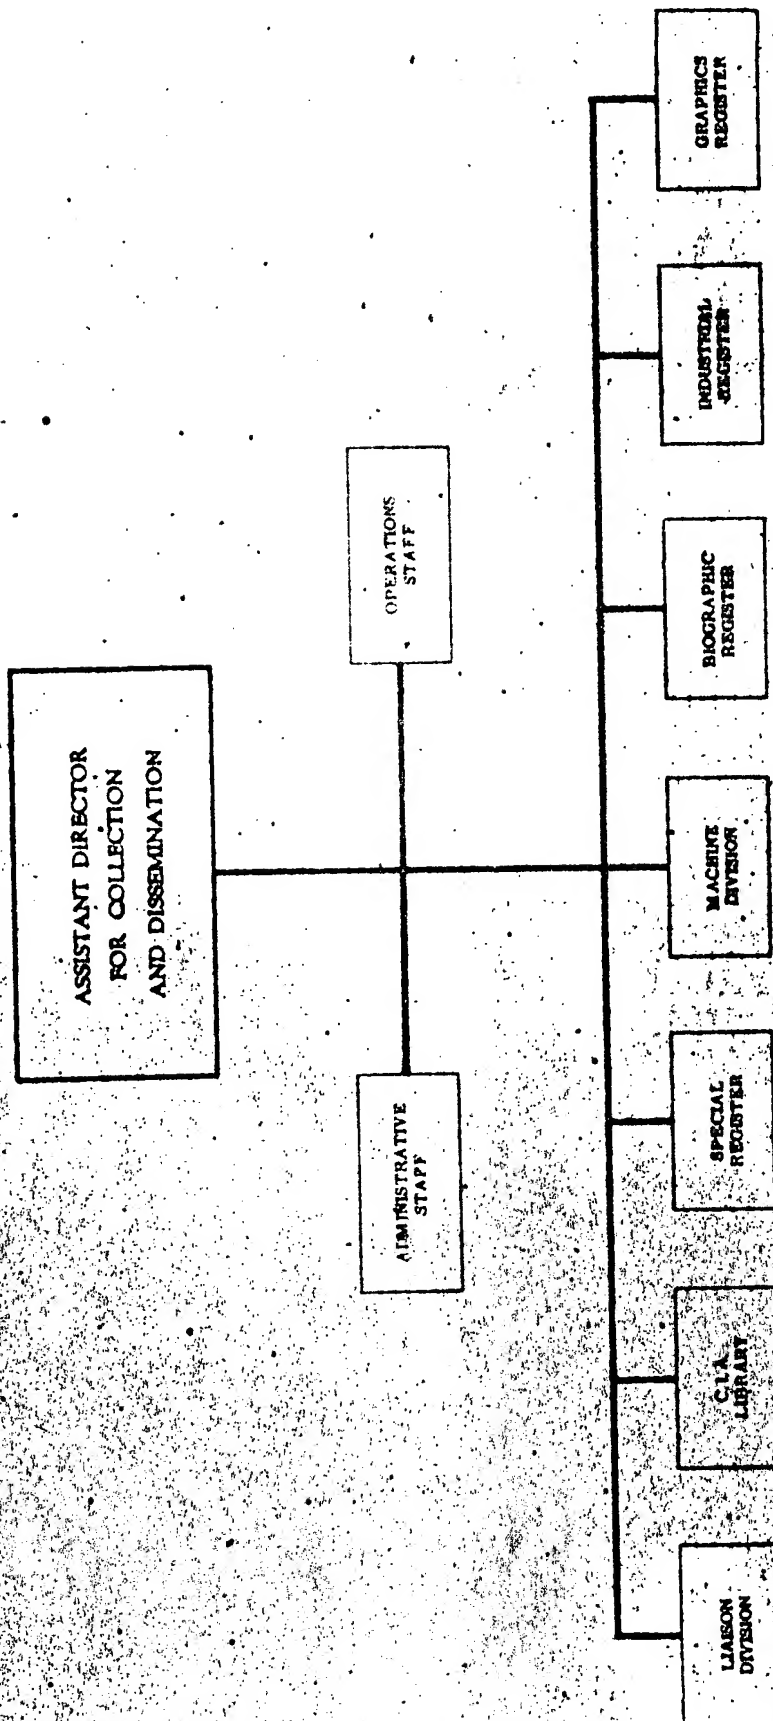 ASSISTANT DIRECTOR
FOR COLLECTION
AND DISSEMINATION
ADMINISTRATIVE
STAFF
OPERATIONS
STAFF
LIAISON
DIVISION
C.I.A.
LIBRARY
SPECIAL
REGISTER
MACHINE
DIVISION
BIOGRAPHIC
REGISTER
INDUSTRIAL
REGISTER
GRAPHICS
REGISTER